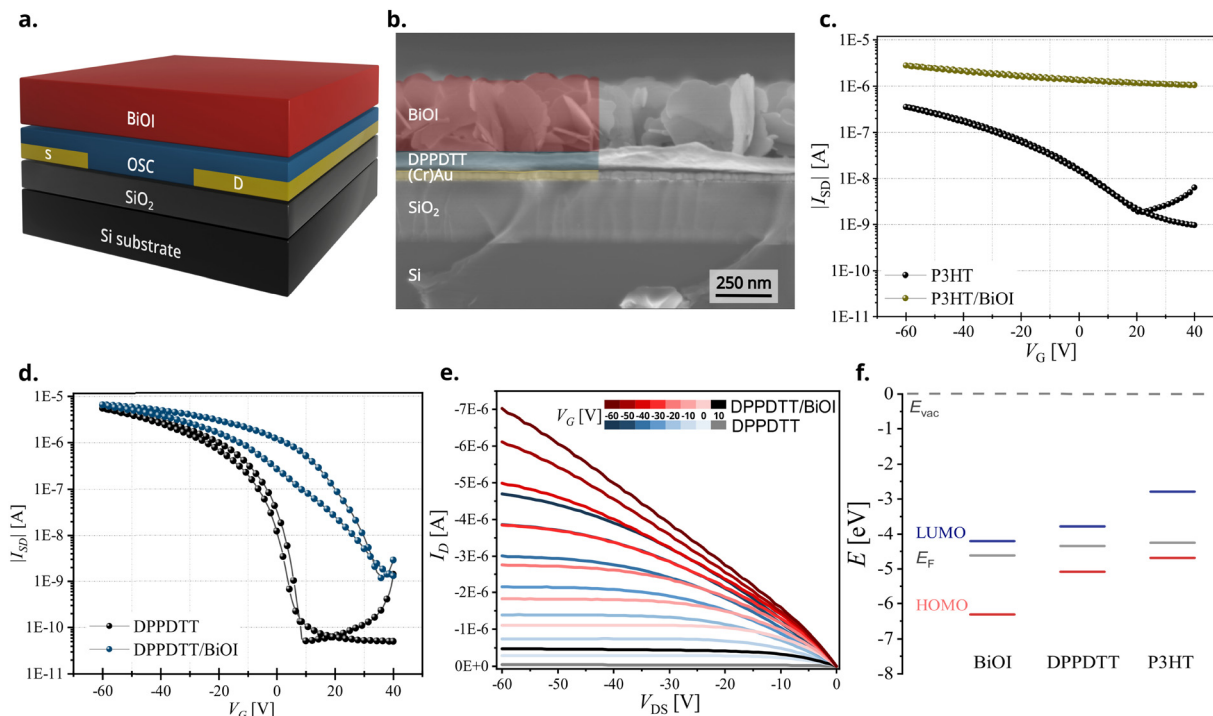 a.
BiOI
S
OSC
D
SiO2
Si substrate
b.
BiOI
DPPDTT
(Cr)Au
SiO2
Si
250 nm
c.
1E-5
1E-6
1E-7
1E-8
1E-9
1E-10
1E-11
|ISD| [A]
P3HT
P3HT/BiOI
-60 -40 -20 0 20 40
VG [V]
d.
1E-5
1E-6
1E-7
1E-8
1E-9
1E-10
1E-11
|ISD| [A]
DPPDTT
DPPDTT/BiOI
-60 -40 -20 0 20 40
VG [V]
e.
-7E-6
-6E-6
-5E-6
-4E-6
-3E-6
-2E-6
-1E-6
0E+0
ID [A]
VG [V]
-60 -50 -40 -30 -20 -10 0 10
DPPDTT/BiOI
DPPDTT
-60 -50 -40 -30 -20 -10 0
VDS [V]
f.
0
-1
-2
-3
-4
-5
-6
-7
-8
E [eV]
Evac
LUMO
EF
HOMO
BiOI DPPDTT P3HT